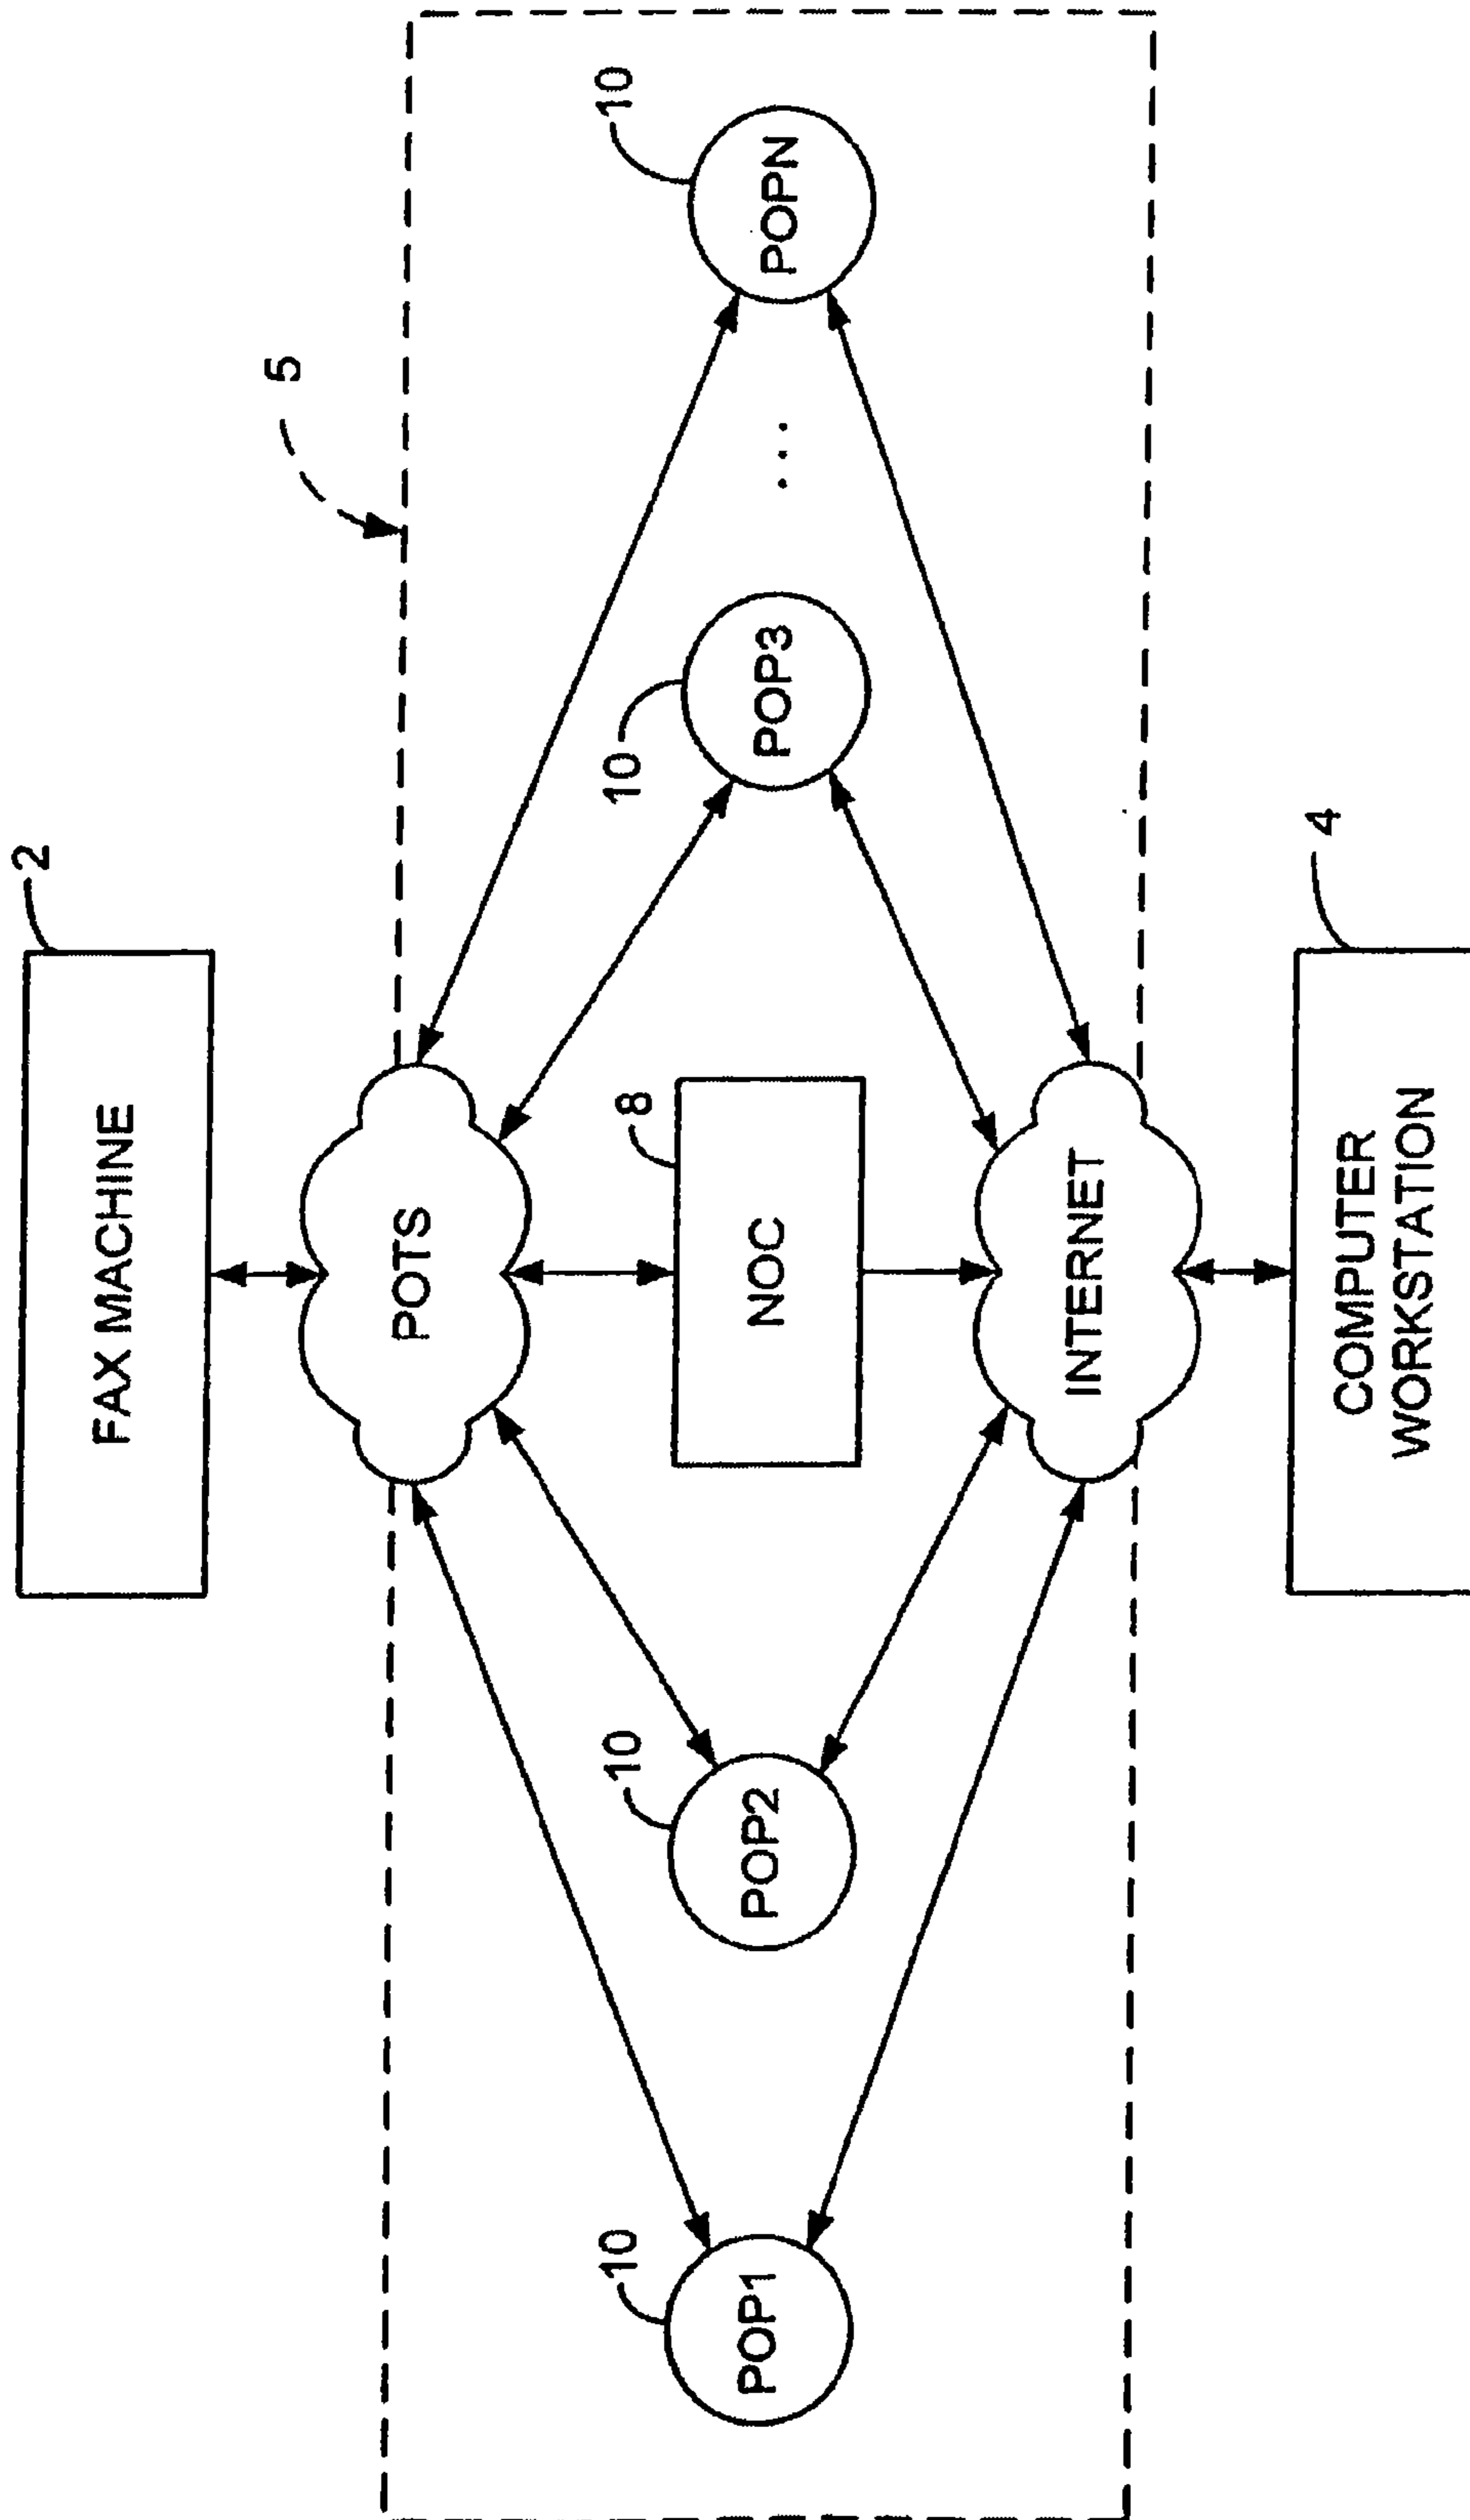 2
FAX MACHINE
5
POTS
10
POP1
10
POP2
8
NOC
10
POP3
...
10
POPN
INTERNET
4
COMPUTER
WORKSTATION